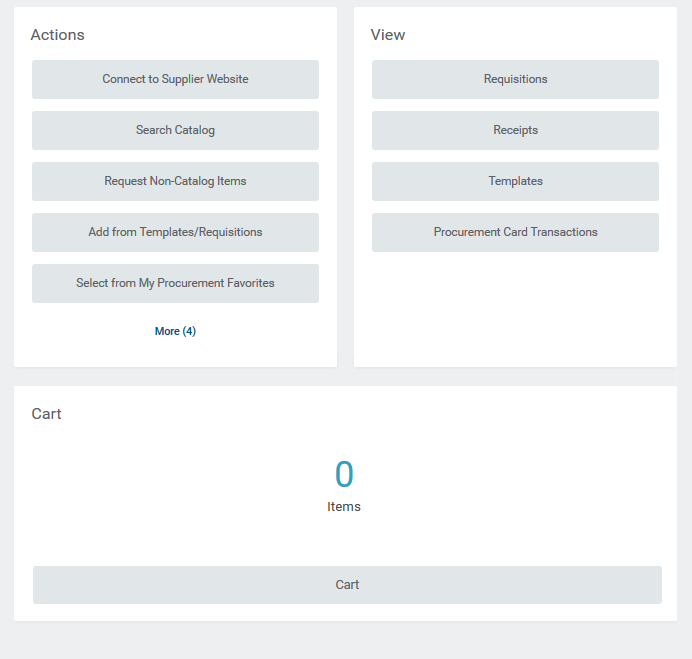 Actions
Connect to Supplier Website
Search Catalog
Request Non-Catalog Items
Add from Templates/Requisitions
Select from My Procurement Favorites
More (4)
View
Requisitions
Receipts
Templates
Procurement Card Transactions
Cart
0
Items
Cart